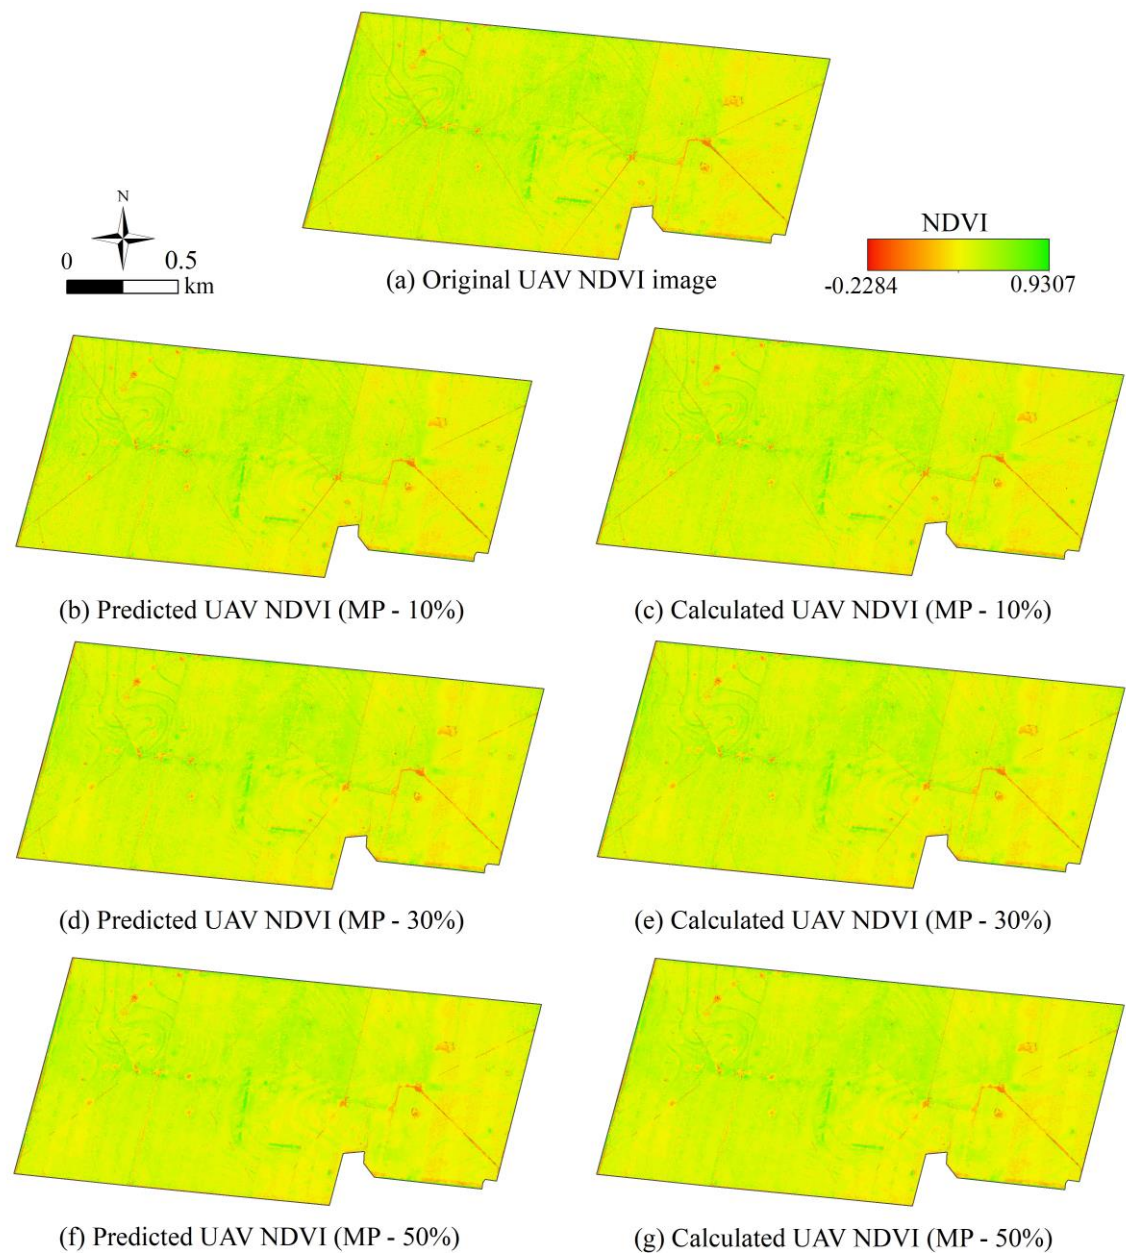 N
0 0.5
km
NDVI
-0.2284 0.9307
(a) Original UAV NDVI image
(b) Predicted UAV NDVI (MP - 10%)
(c) Calculated UAV NDVI (MP - 10%)
(d) Predicted UAV NDVI (MP - 30%)
(e) Calculated UAV NDVI (MP - 30%)
(f) Predicted UAV NDVI (MP - 50%)
(g) Calculated UAV NDVI (MP - 50%)